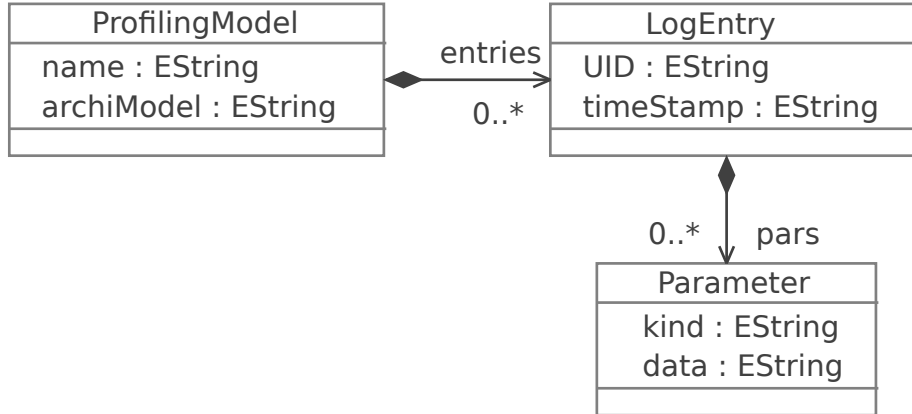 ProfilingModel
name : EString
archiModel : EString
entries
0..*
LogEntry
UID : EString
timeStamp : EString
0..* pars
Parameter
kind : EString
data : EString